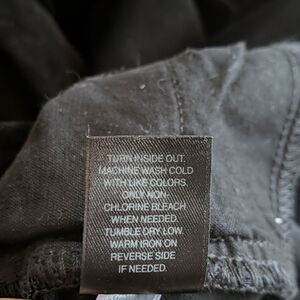 TURN INSIDE OUT.
MACHINE WASH COLD
WITH LIKE COLORS.
ONLY NON-
CHLORINE BLEACH
WHEN NEEDED.
TUMBLE DRY LOW.
WARM IRON ON
REVERSE SIDE
IF NEEDED.